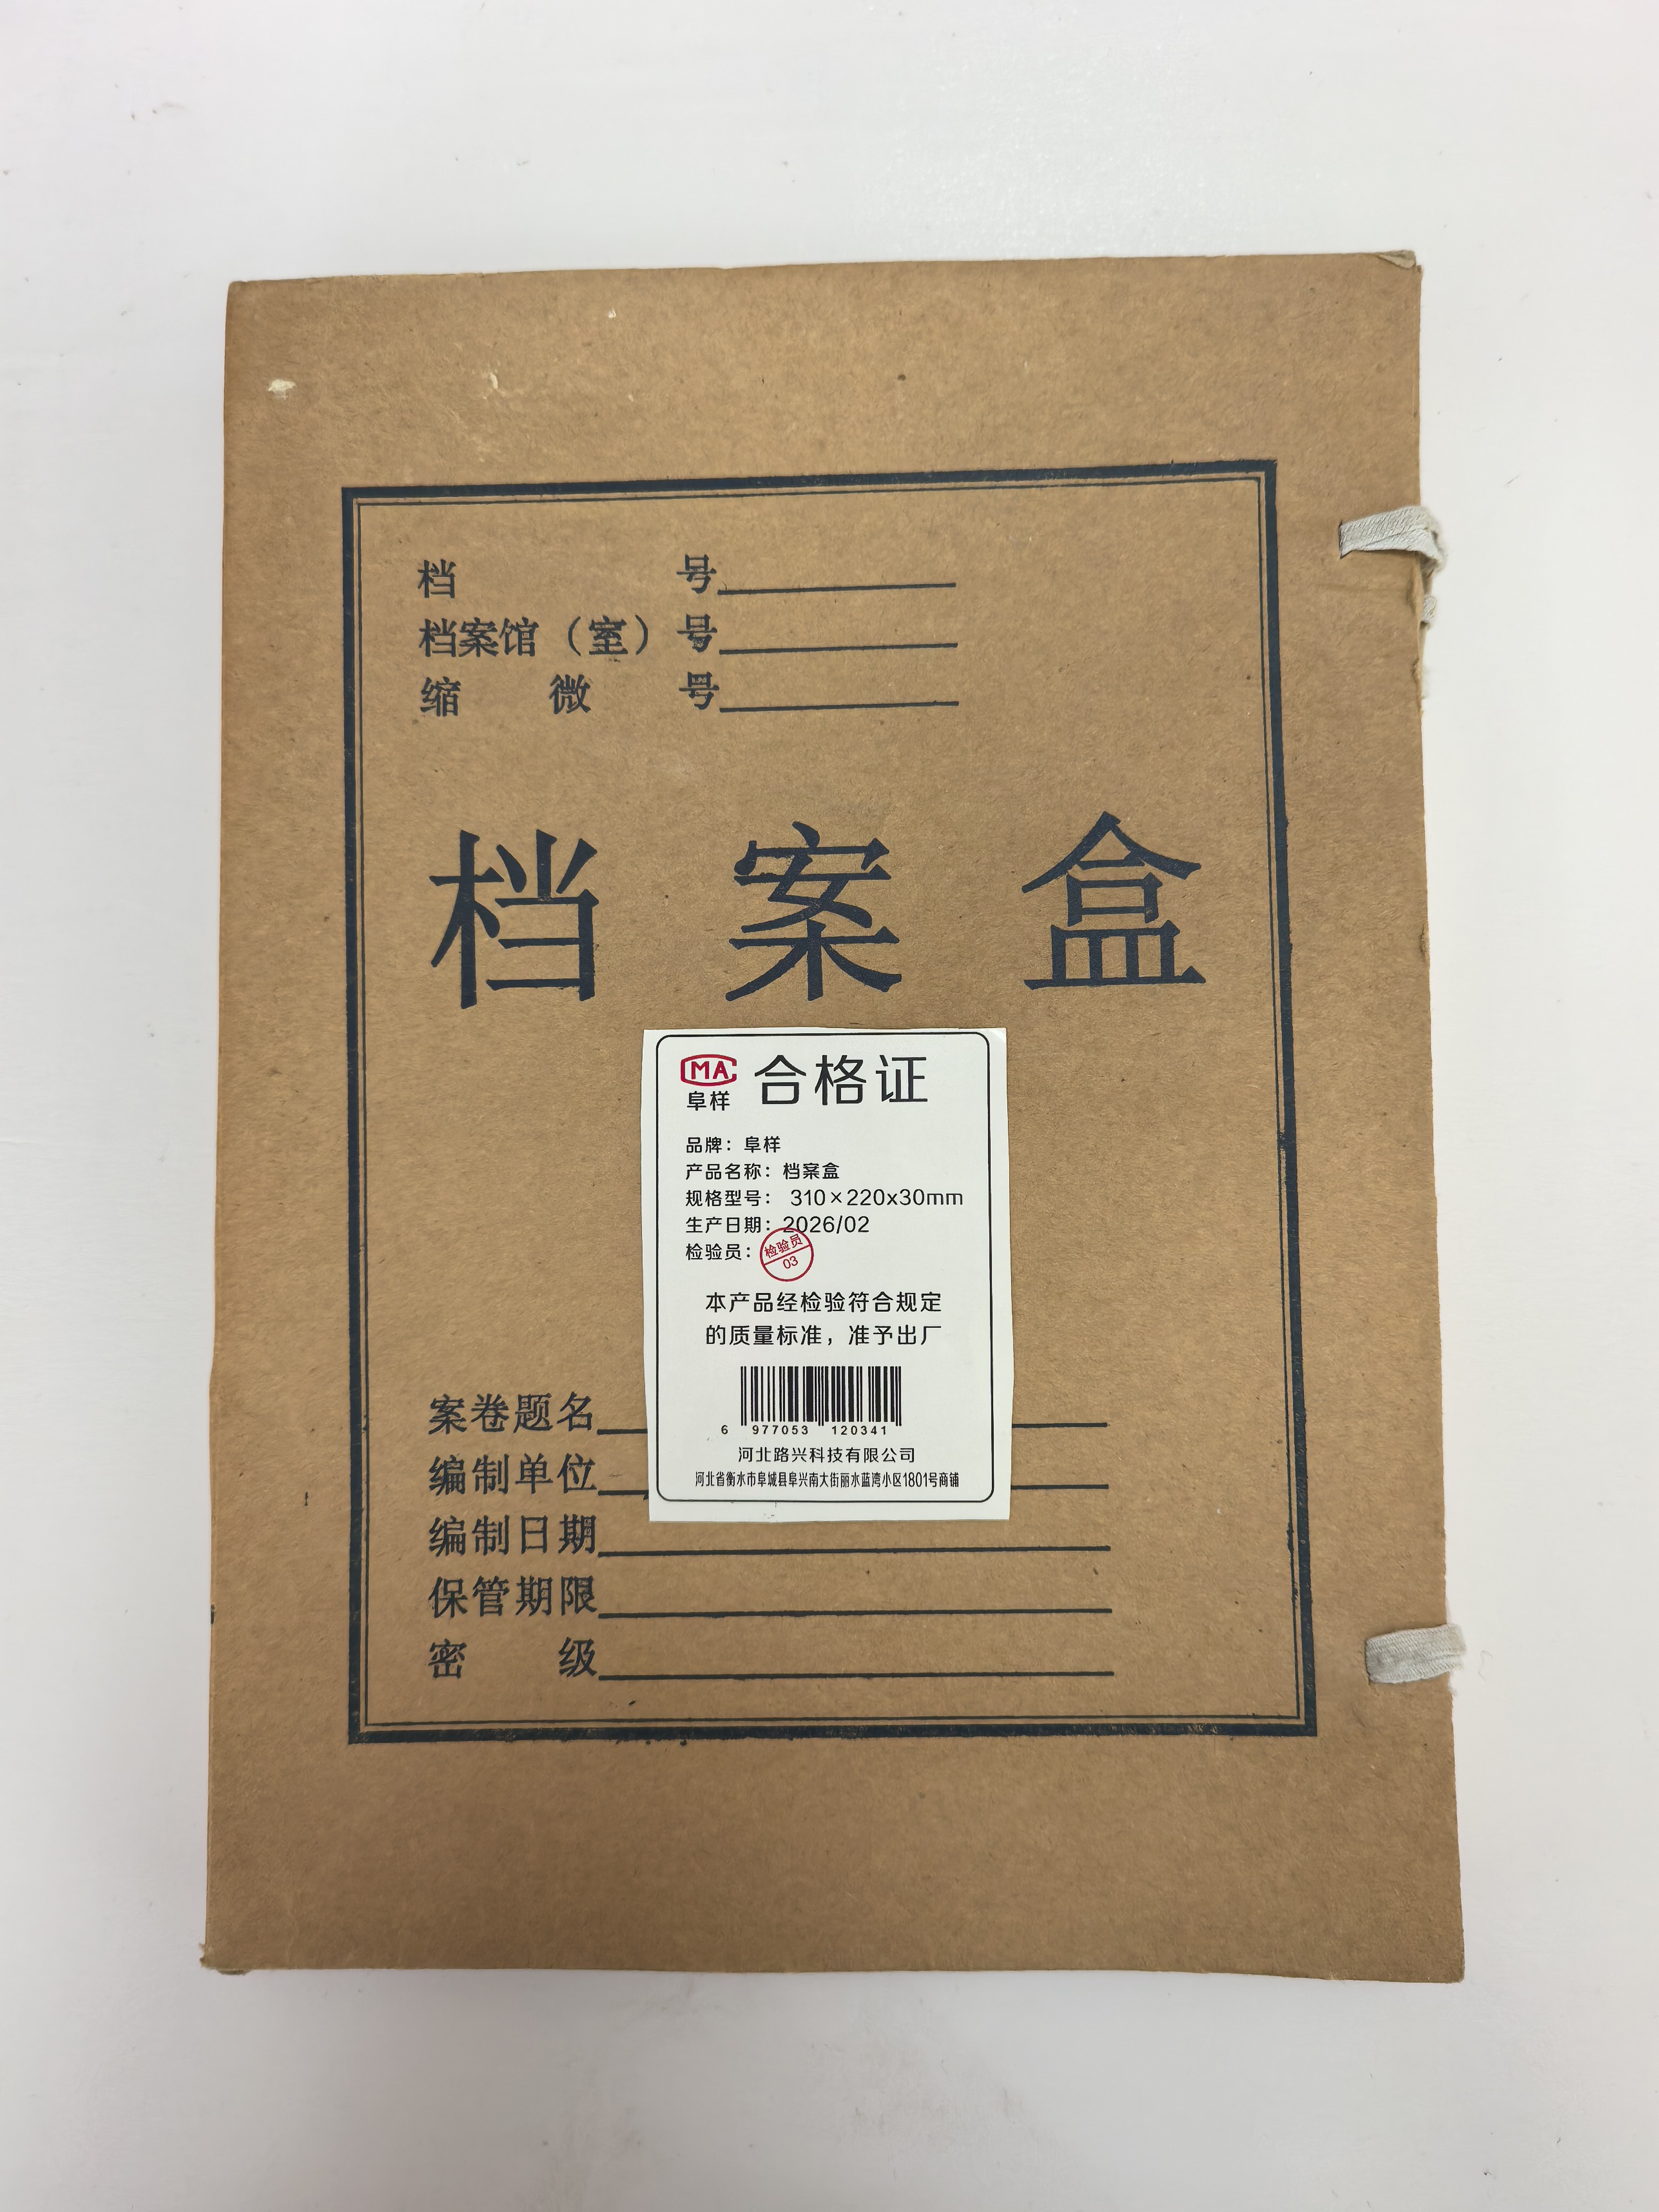 档 号
档案馆（室）号
缩 微 号
档 案 盒
MA 合格证
阜样
品牌：阜样
产品名称：档案盒
规格型号： 310×220x30mm
生产日期：2026/02
检验员：检验员
03
本产品经检验符合规定
的质量标准，准予出厂
6 977053 120341
河北路兴科技有限公司
河北省衡水市阜城县阜兴南大街丽水蓝湾小区1801号商铺
案卷题名
编制单位
编制日期
保管期限
密 级